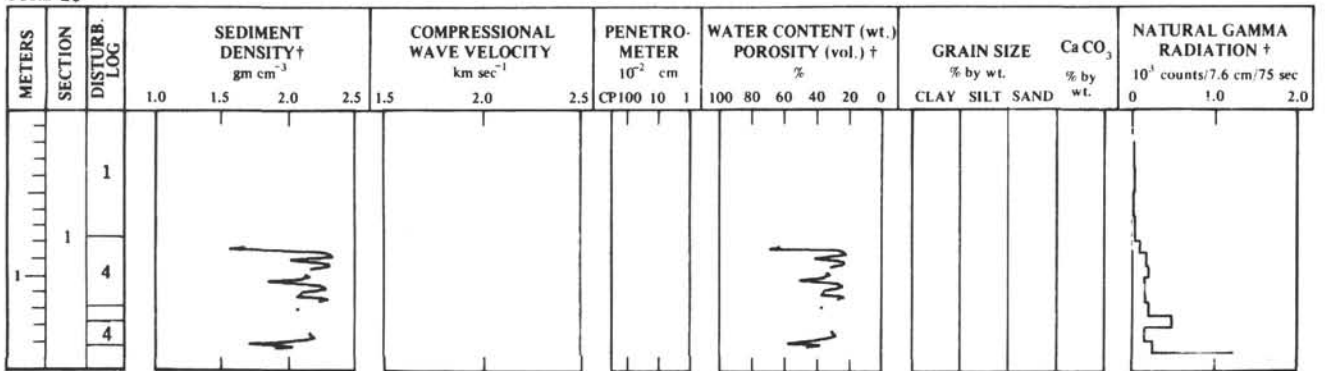 METERS
SECTION
DISTURB. LOG
SEDIMENT
DENSITY†
gm cm⁻³
1.0 1.5 2.0 2.5
COMPRESSIONAL
WAVE VELOCITY
km sec⁻¹
1.5 2.0 2.5
PENETRO-
METER
10⁻² cm
CP 100 10 1
WATER CONTENT (wt.)
POROSITY (vol.) †
%
100 80 60 40 20 0
GRAIN SIZE
% by wt.
CLAY SILT SAND
Ca CO₃
% by
wt.
NATURAL GAMMA
RADIATION †
10³ counts/7.6 cm/75 sec
0 1.0 2.0
1
1
4
1
4